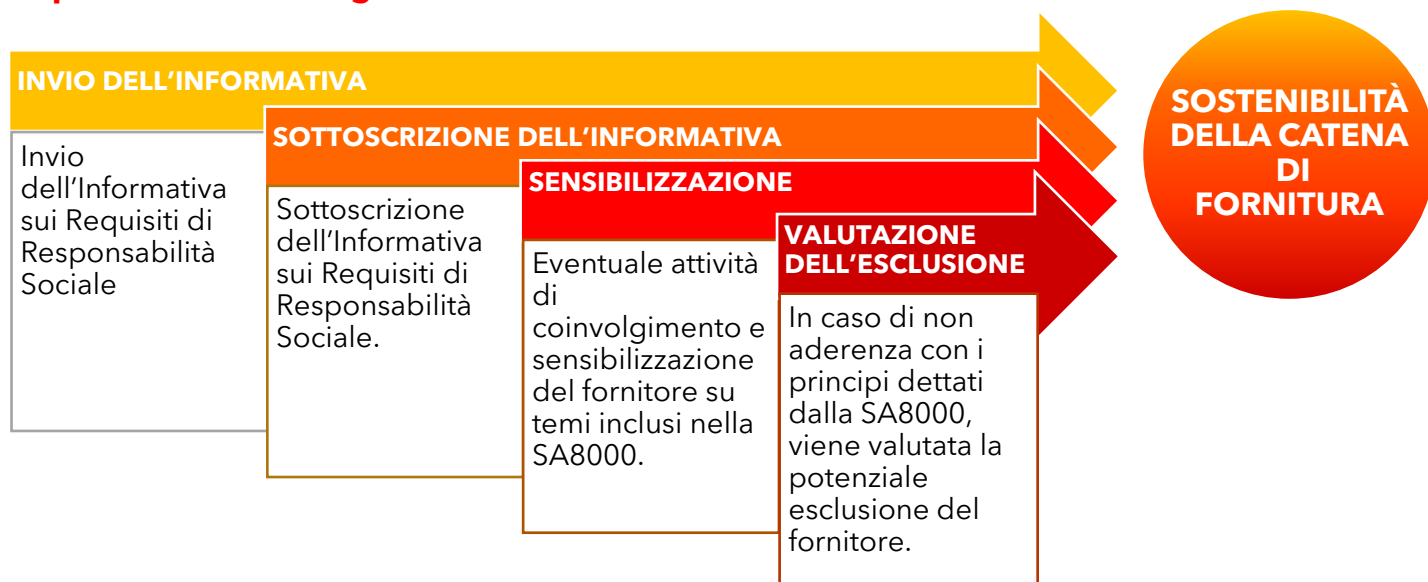 INVIO DELL'INFORMATIVA
Invio
dell'Informativa
sui Requisiti di
Responsabilità
Sociale
SOTTOSCRIZIONE DELL'INFORMATIVA
Sottoscrizione
dell'Informativa
sui Requisiti di
Responsabilità
Sociale.
SENSIBILIZZAZIONE
Eventuale attività
di
coinvolgimento e
sensibilizzazione
del fornitore su
temi inclusi nella
SA8000.
VALUTAZIONE
DELL'ESCLUSIONE
In caso di non
aderenza con i
principi dettati
dalla SA8000,
viene valutata la
potenziale
esclusione del
fornitore.
SOSTENIBILITÀ
DELLA CATENA
DI
FORNITURA